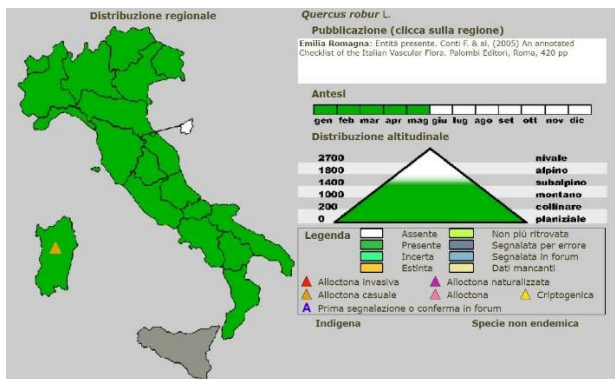 Distribuzione regionale
Quercus robur L.
Pubblicazione (clicca sulla regione)
Emilia Romagna: Entità presente. Conti F. & al. (2005) An annotated
Checklist of the Italian Vascular Flora. Palombi Editori, Roma, 420 pp
Antesi
gen feb mar apr mag giu lug ago set ott nov dic
Distribuzione altitudinale
2700 nivale
1800 alpino
1400 subalpino
1000 montano
200 collinare
0 planiziale
Legenda
Assente Non più ritrovata
Presente Segnalata per errore
Incerta Segnalata in forum
Estinta Dati mancanti
Alloctona invasiva Alloctona naturalizzata
Alloctona casuale Alloctona Criptogenica
A Prima segnalazione o conferma in forum
Indigena Specie non endemica